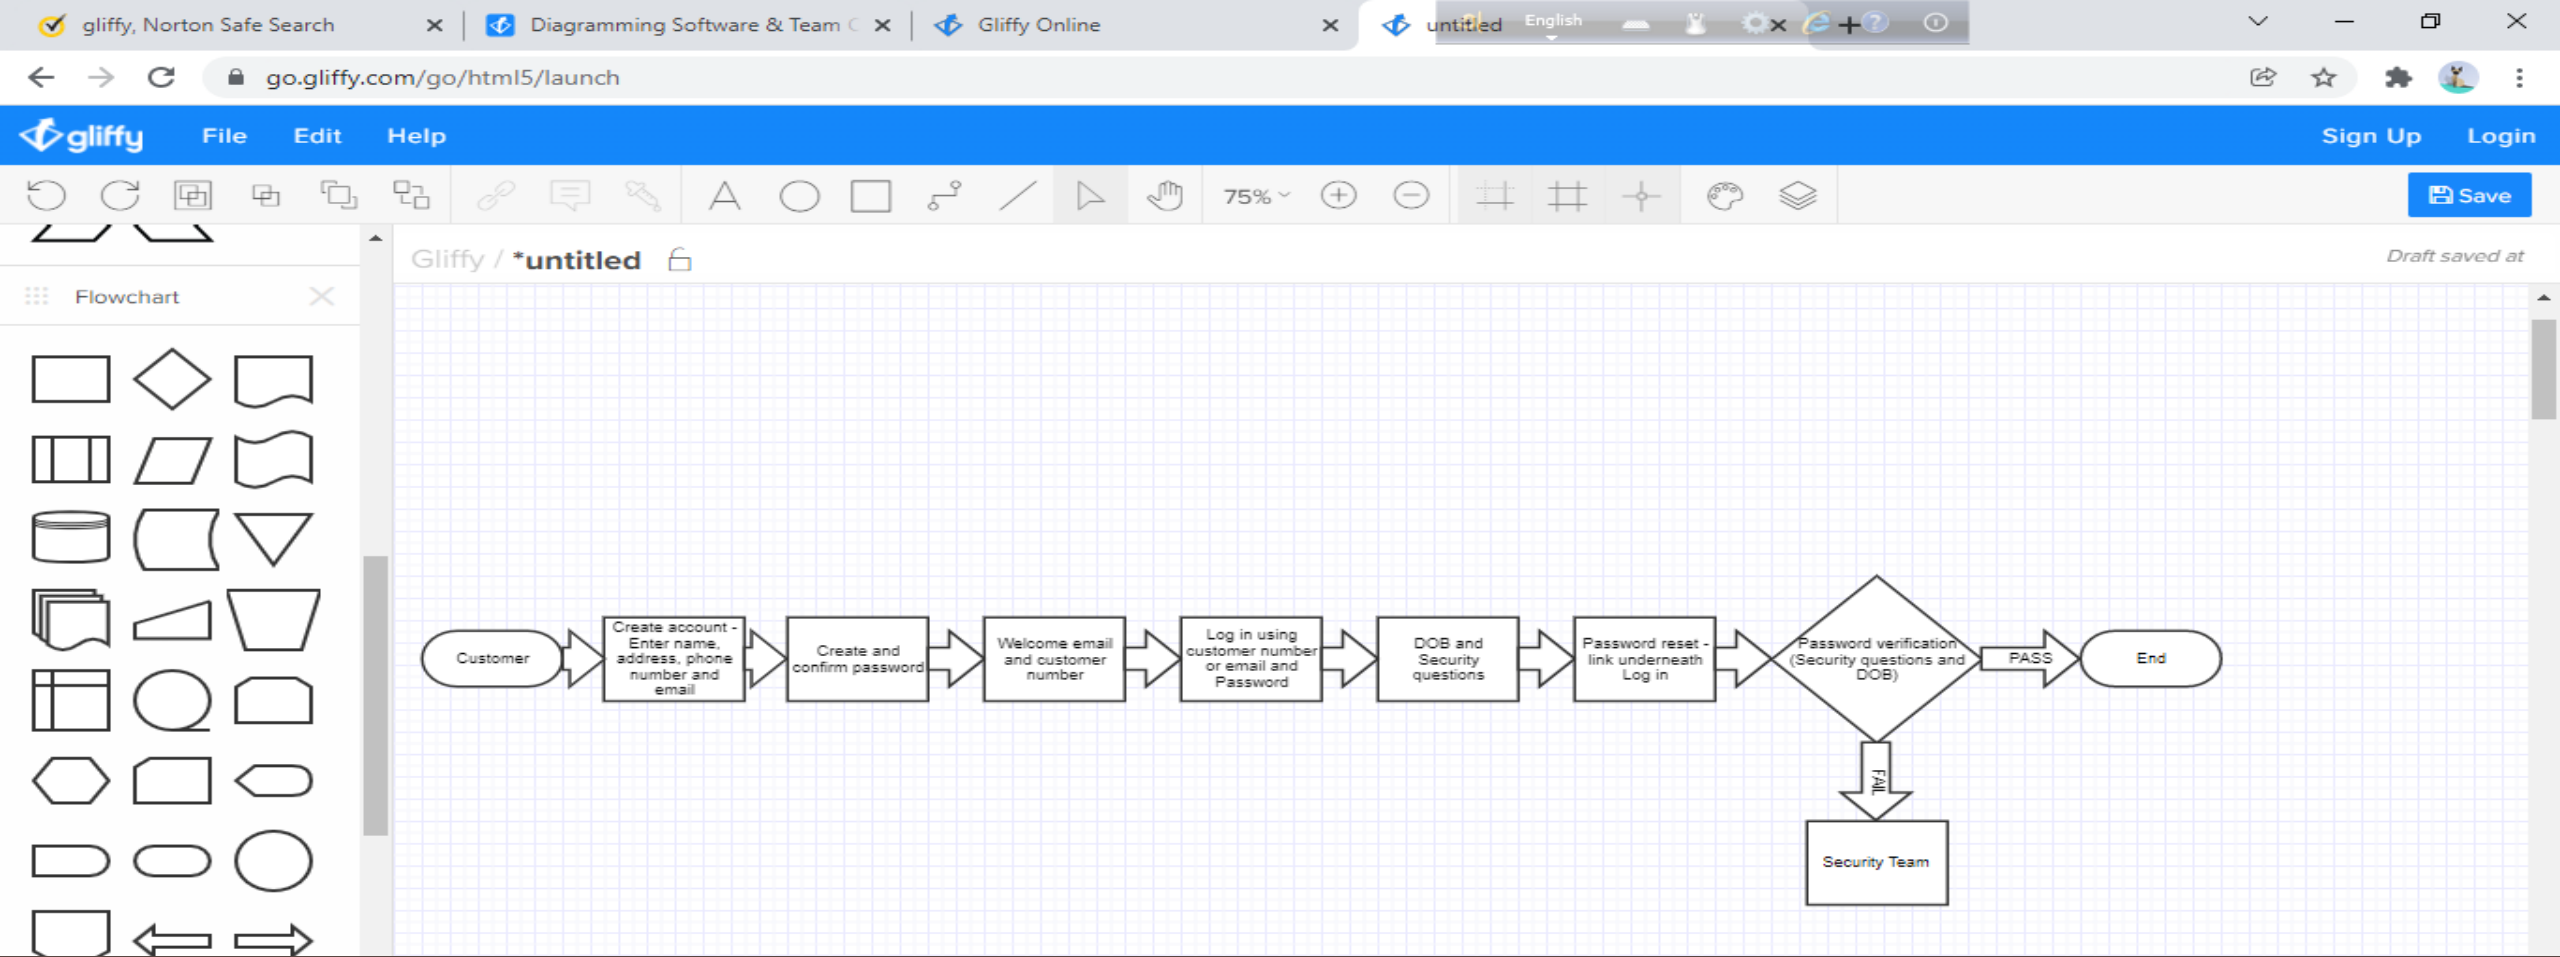 gliffy, Norton Safe Search
Diagramming Software & Team
Gliffy Online
untitled
English
go.gliffy.com/go/html5/launch
gliffy
File
Edit
Help
Sign Up
Login
75%
Save
Gliffy / *untitled
Draft saved at
Flowchart
Customer
Create account -
Enter name,
address, phone
number and
email
Create and
confirm password
Welcome email
and customer
number
Log in using
customer number
or email and
Password
DOB and
Security
questions
Password reset -
link underneath
Log in
Password verification
(Security questions and
DOB)
PASS
End
FAIL
Security Team